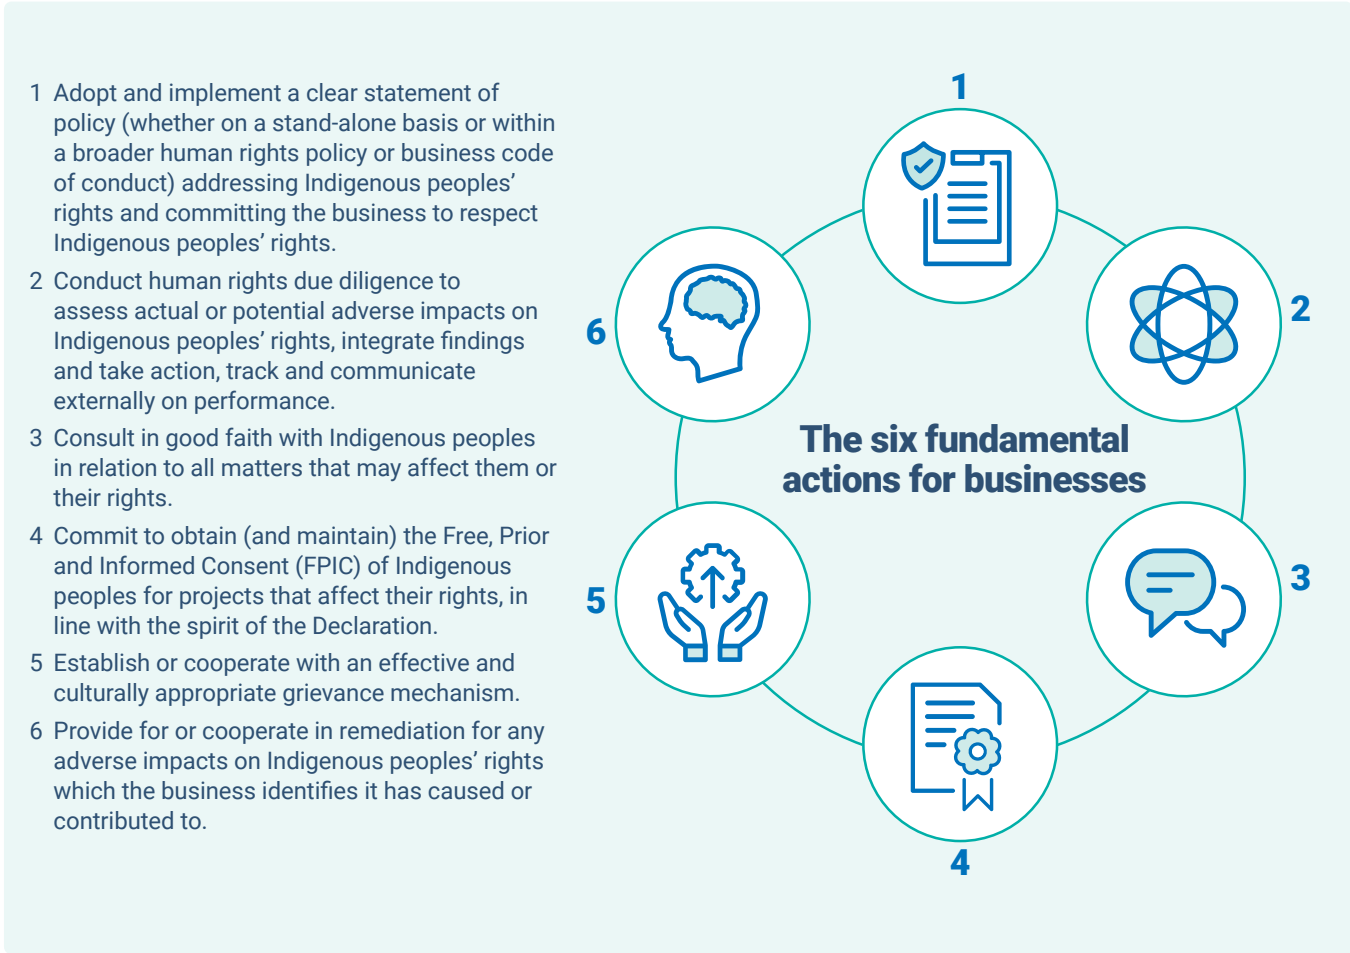 1 Adopt and implement a clear statement of
policy (whether on a stand-alone basis or within
a broader human rights policy or business code
of conduct) addressing Indigenous peoples’
rights and committing the business to respect
Indigenous peoples’ rights.
2 Conduct human rights due diligence to
assess actual or potential adverse impacts on
Indigenous peoples’ rights, integrate findings
and take action, track and communicate
externally on performance.
3 Consult in good faith with Indigenous peoples
in relation to all matters that may affect them or
their rights.
4 Commit to obtain (and maintain) the Free, Prior
and Informed Consent (FPIC) of Indigenous
peoples for projects that affect their rights, in
line with the spirit of the Declaration.
5 Establish or cooperate with an effective and
culturally appropriate grievance mechanism.
6 Provide for or cooperate in remediation for any
adverse impacts on Indigenous peoples’ rights
which the business identifies it has caused or
contributed to.
1
2
6
The six fundamental
actions for businesses
3
5
4